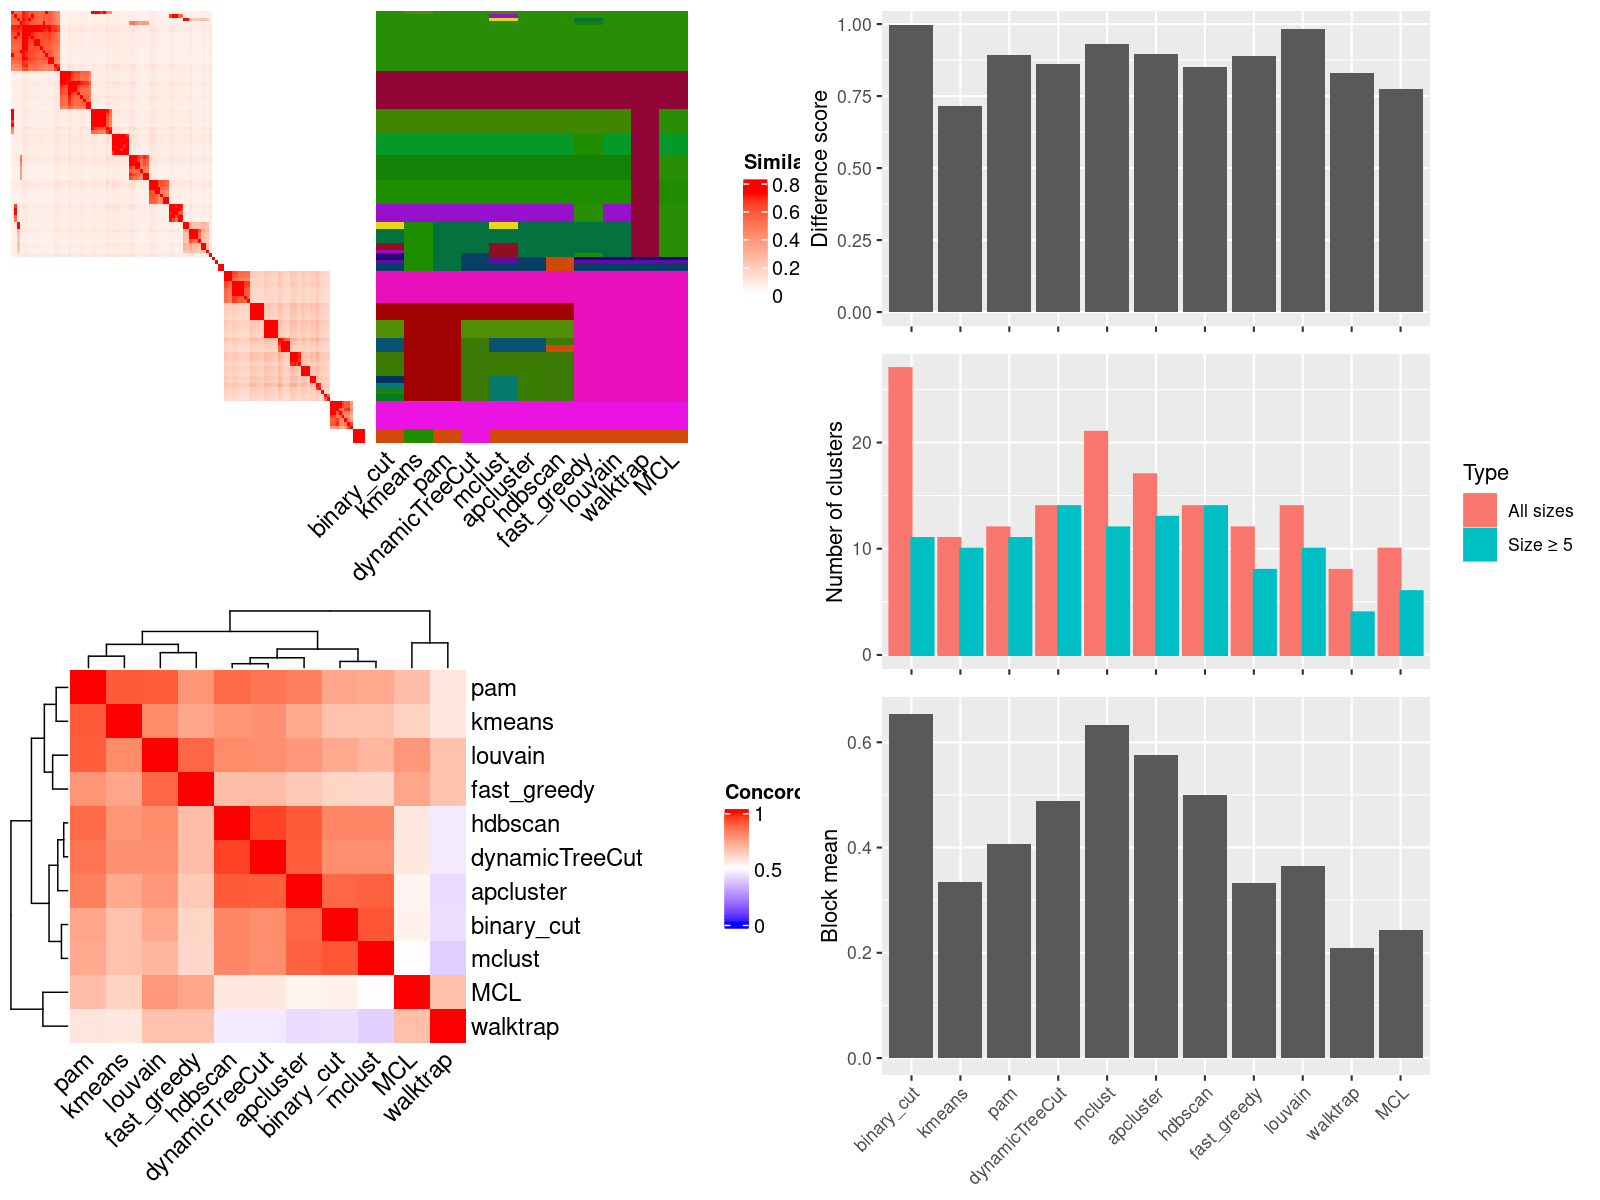 Simila
0.8
0.6
0.4
0.2
0
binary_cut
kmeans
pam
dynamicTreeCut
mclust
apcluster
hdbscan
fast_greedy
louvain
walktrap
MCL
pam
kmeans
louvain
fast_greedy
hdbscan
dynamicTreeCut
apcluster
binary_cut
mclust
MCL
walktrap
pam
kmeans
louvain
fast_greedy
hdbscan
dynamicTreeCut
apcluster
binary_cut
mclust
MCL
walktrap
Concord
1
0.5
0
Difference score
1.00
0.75
0.50
0.25
0.00
Number of clusters
20
10
0
Type
All sizes
Size ≥ 5
Block mean
0.6
0.4
0.2
0.0
binary_cut
kmeans
pam
dynamicTreeCut
mclust
apcluster
hdbscan
fast_greedy
louvain
walktrap
MCL